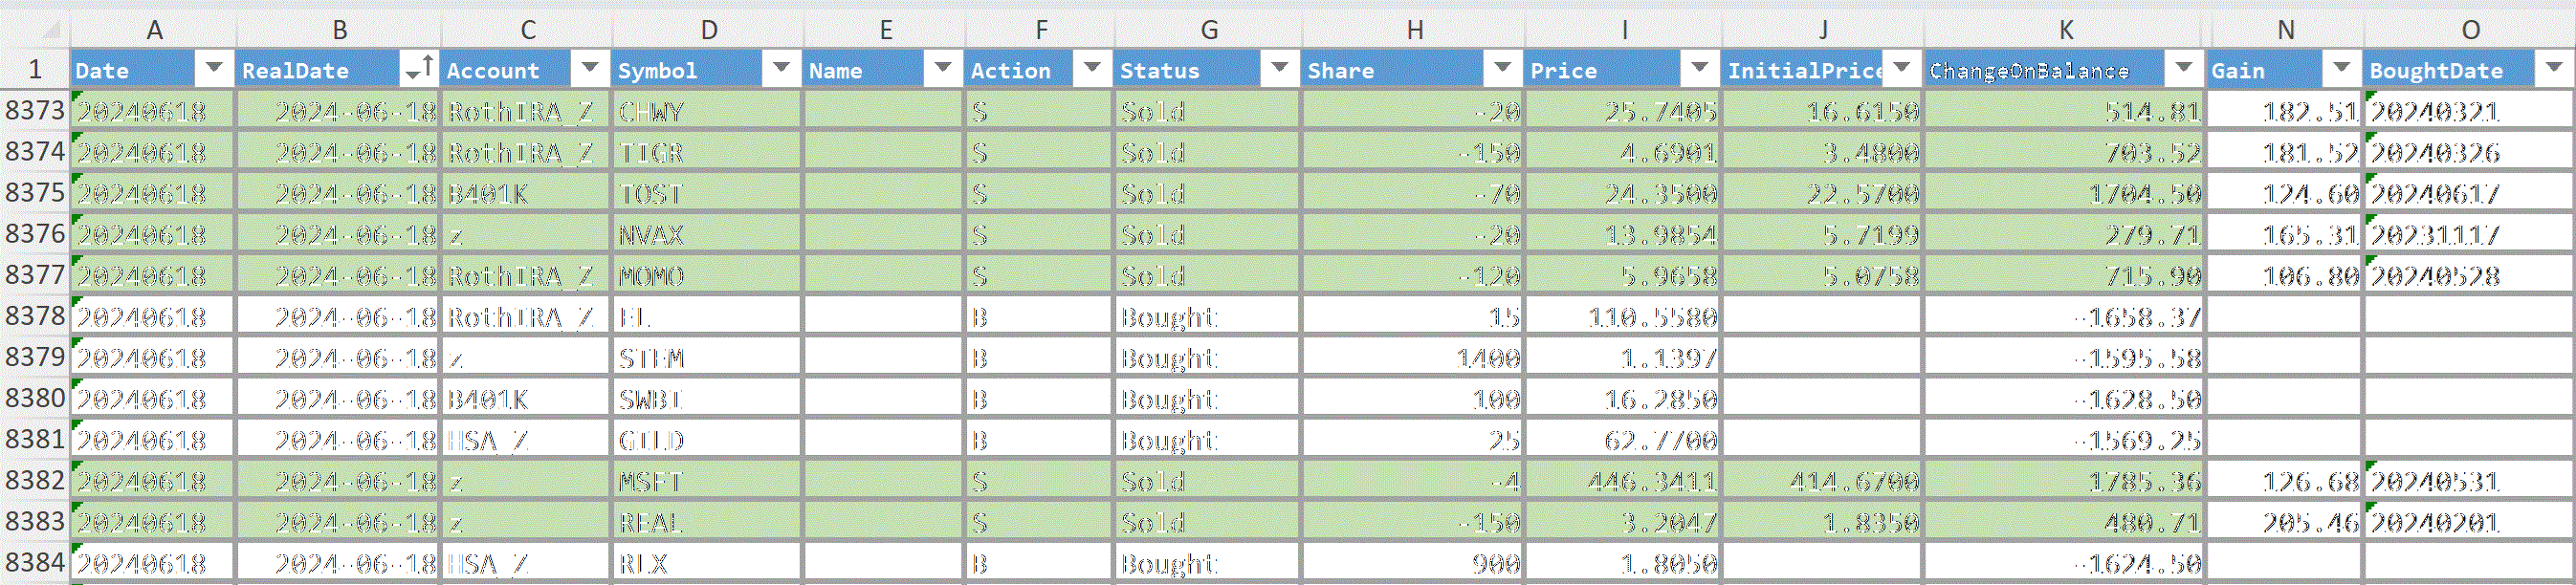 A B C D E F G H I J K N O
1 Date RealDate Account Symbol Name Action Status Share Price InitialPrice ChangeOnBalance Gain BoughtDate
8373 20240618 2024-06-18 RothIRA_Z CHWY S Sold -20 25.7405 16.6150 514.81 182.51 20240321
8374 20240618 2024-06-18 RothIRA_Z TIGR S Sold -150 4.6901 3.4800 703.52 181.52 20240326
8375 20240618 2024-06-18 B401K TOST S Sold -70 24.3500 22.5700 1704.50 124.60 20240617
8376 20240618 2024-06-18 z NVAX S Sold -20 13.9854 5.7199 279.71 165.31 20231117
8377 20240618 2024-06-18 RothIRA_Z MOMO S Sold -120 5.9658 5.0758 715.90 106.80 20240528
8378 20240618 2024-06-18 RothIRA_Z EL B Bought 15 110.5580 -1658.37
8379 20240618 2024-06-18 z STEM B Bought 1400 1.1397 -1595.58
8380 20240618 2024-06-18 B401K SWBI B Bought 100 16.2850 -1628.50
8381 20240618 2024-06-18 HSA_Z GILD B Bought 25 62.7700 -1569.25
8382 20240618 2024-06-18 z MSFT S Sold -4 446.3411 414.6700 1785.36 126.68 20240531
8383 20240618 2024-06-18 z REAL S Sold -150 3.2047 1.8350 480.71 205.46 20240201
8384 20240618 2024-06-18 HSA_Z RLX B Bought 900 1.8050 -1624.50